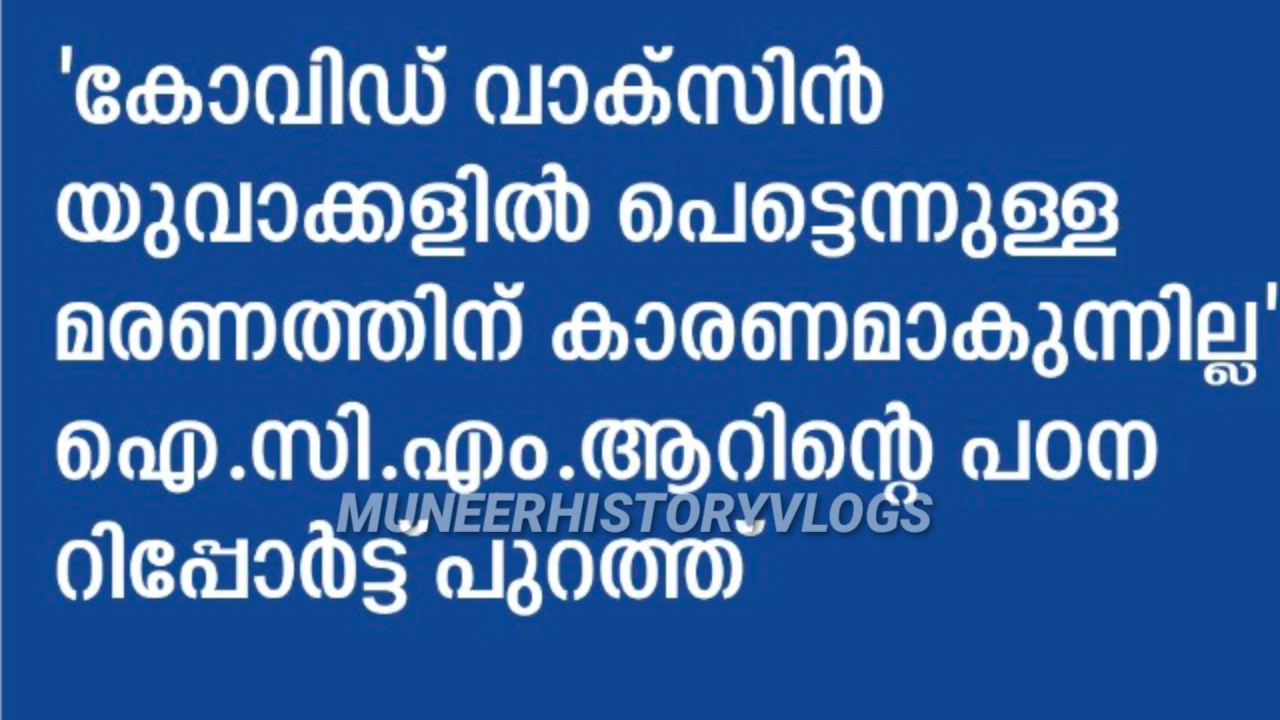 'കോവിഡ് വാക്സിൻ
യുവാക്കളിൽ പെട്ടെന്നുള്ള
മരണത്തിന് കാരണമാകുന്നില്ല'
ഐ.സി.എം.ആറിന്റെ പഠന
MUNEERHISTORYVLOGS
റിപ്പോർട്ട് പുറത്ത്